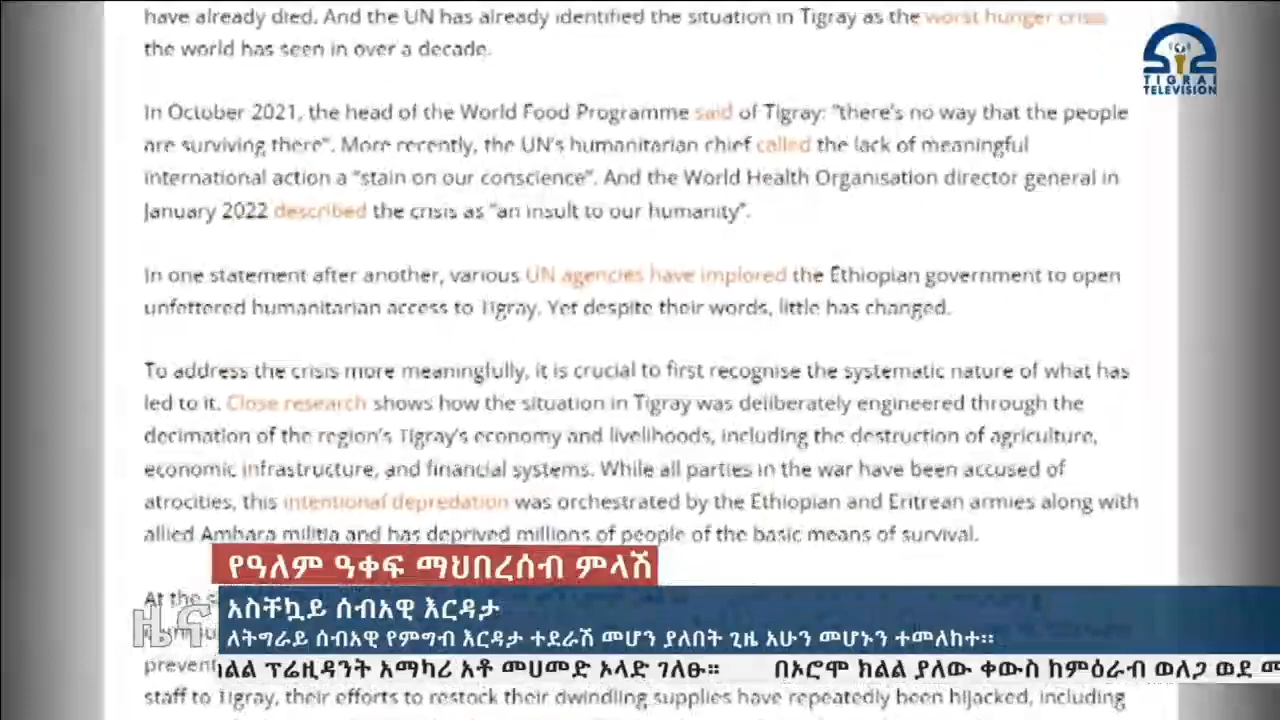 have already died. And the UN has already identified the situation in Tigray as the worst hunger crisis
the world has seen in over a decade.
TIGRAI
TELEVISION
In October 2021, the head of the World Food Programme said of Tigray: “there’s no way that the people
are surviving there”. More recently, the UN’s humanitarian chief called the lack of meaningful
international action a “stain on our conscience”. And the World Health Organisation director general in
January 2022 described the crisis as “an insult to our humanity”.
In one statement after another, various UN agencies have implored the Ethiopian government to open
unfettered humanitarian access to Tigray. Yet despite their words, little has changed.
To address the crisis more meaningfully, it is crucial to first recognise the systematic nature of what has
led to it. Close research shows how the situation in Tigray was deliberately engineered through the
decimation of the region’s Tigray’s economy and livelihoods, including the destruction of agriculture,
economic infrastructure, and financial systems. While all parties in the war have been accused of
atrocities, this intentional depredation was orchestrated by the Ethiopian and Eritrean armies along with
allied Amhara militia and has deprived millions of people of the basic means of survival.
የዓለም ዓቀፍ ማህበረሰብ ምላሽ
At the
ዜና
አስቸኳይ ሰብአዊ እርዳታ
ለትግራይ ሰብአዊ የምግብ እርዳታ ተደራሽ መሆን ያለበት ጊዜ አሁን መሆኑን ተመለከተ፡፡
prevent
ፕሬዚዳንት አማካሪ አቶ መሀመድ ኦላድ ገለፁ። በኦሮሞ ክልል ያለው ቀውስ ከምዕራብ ወለጋ ወደ
staff to Tigray, their efforts to restock their dwindling supplies have repeatedly been hijacked, including